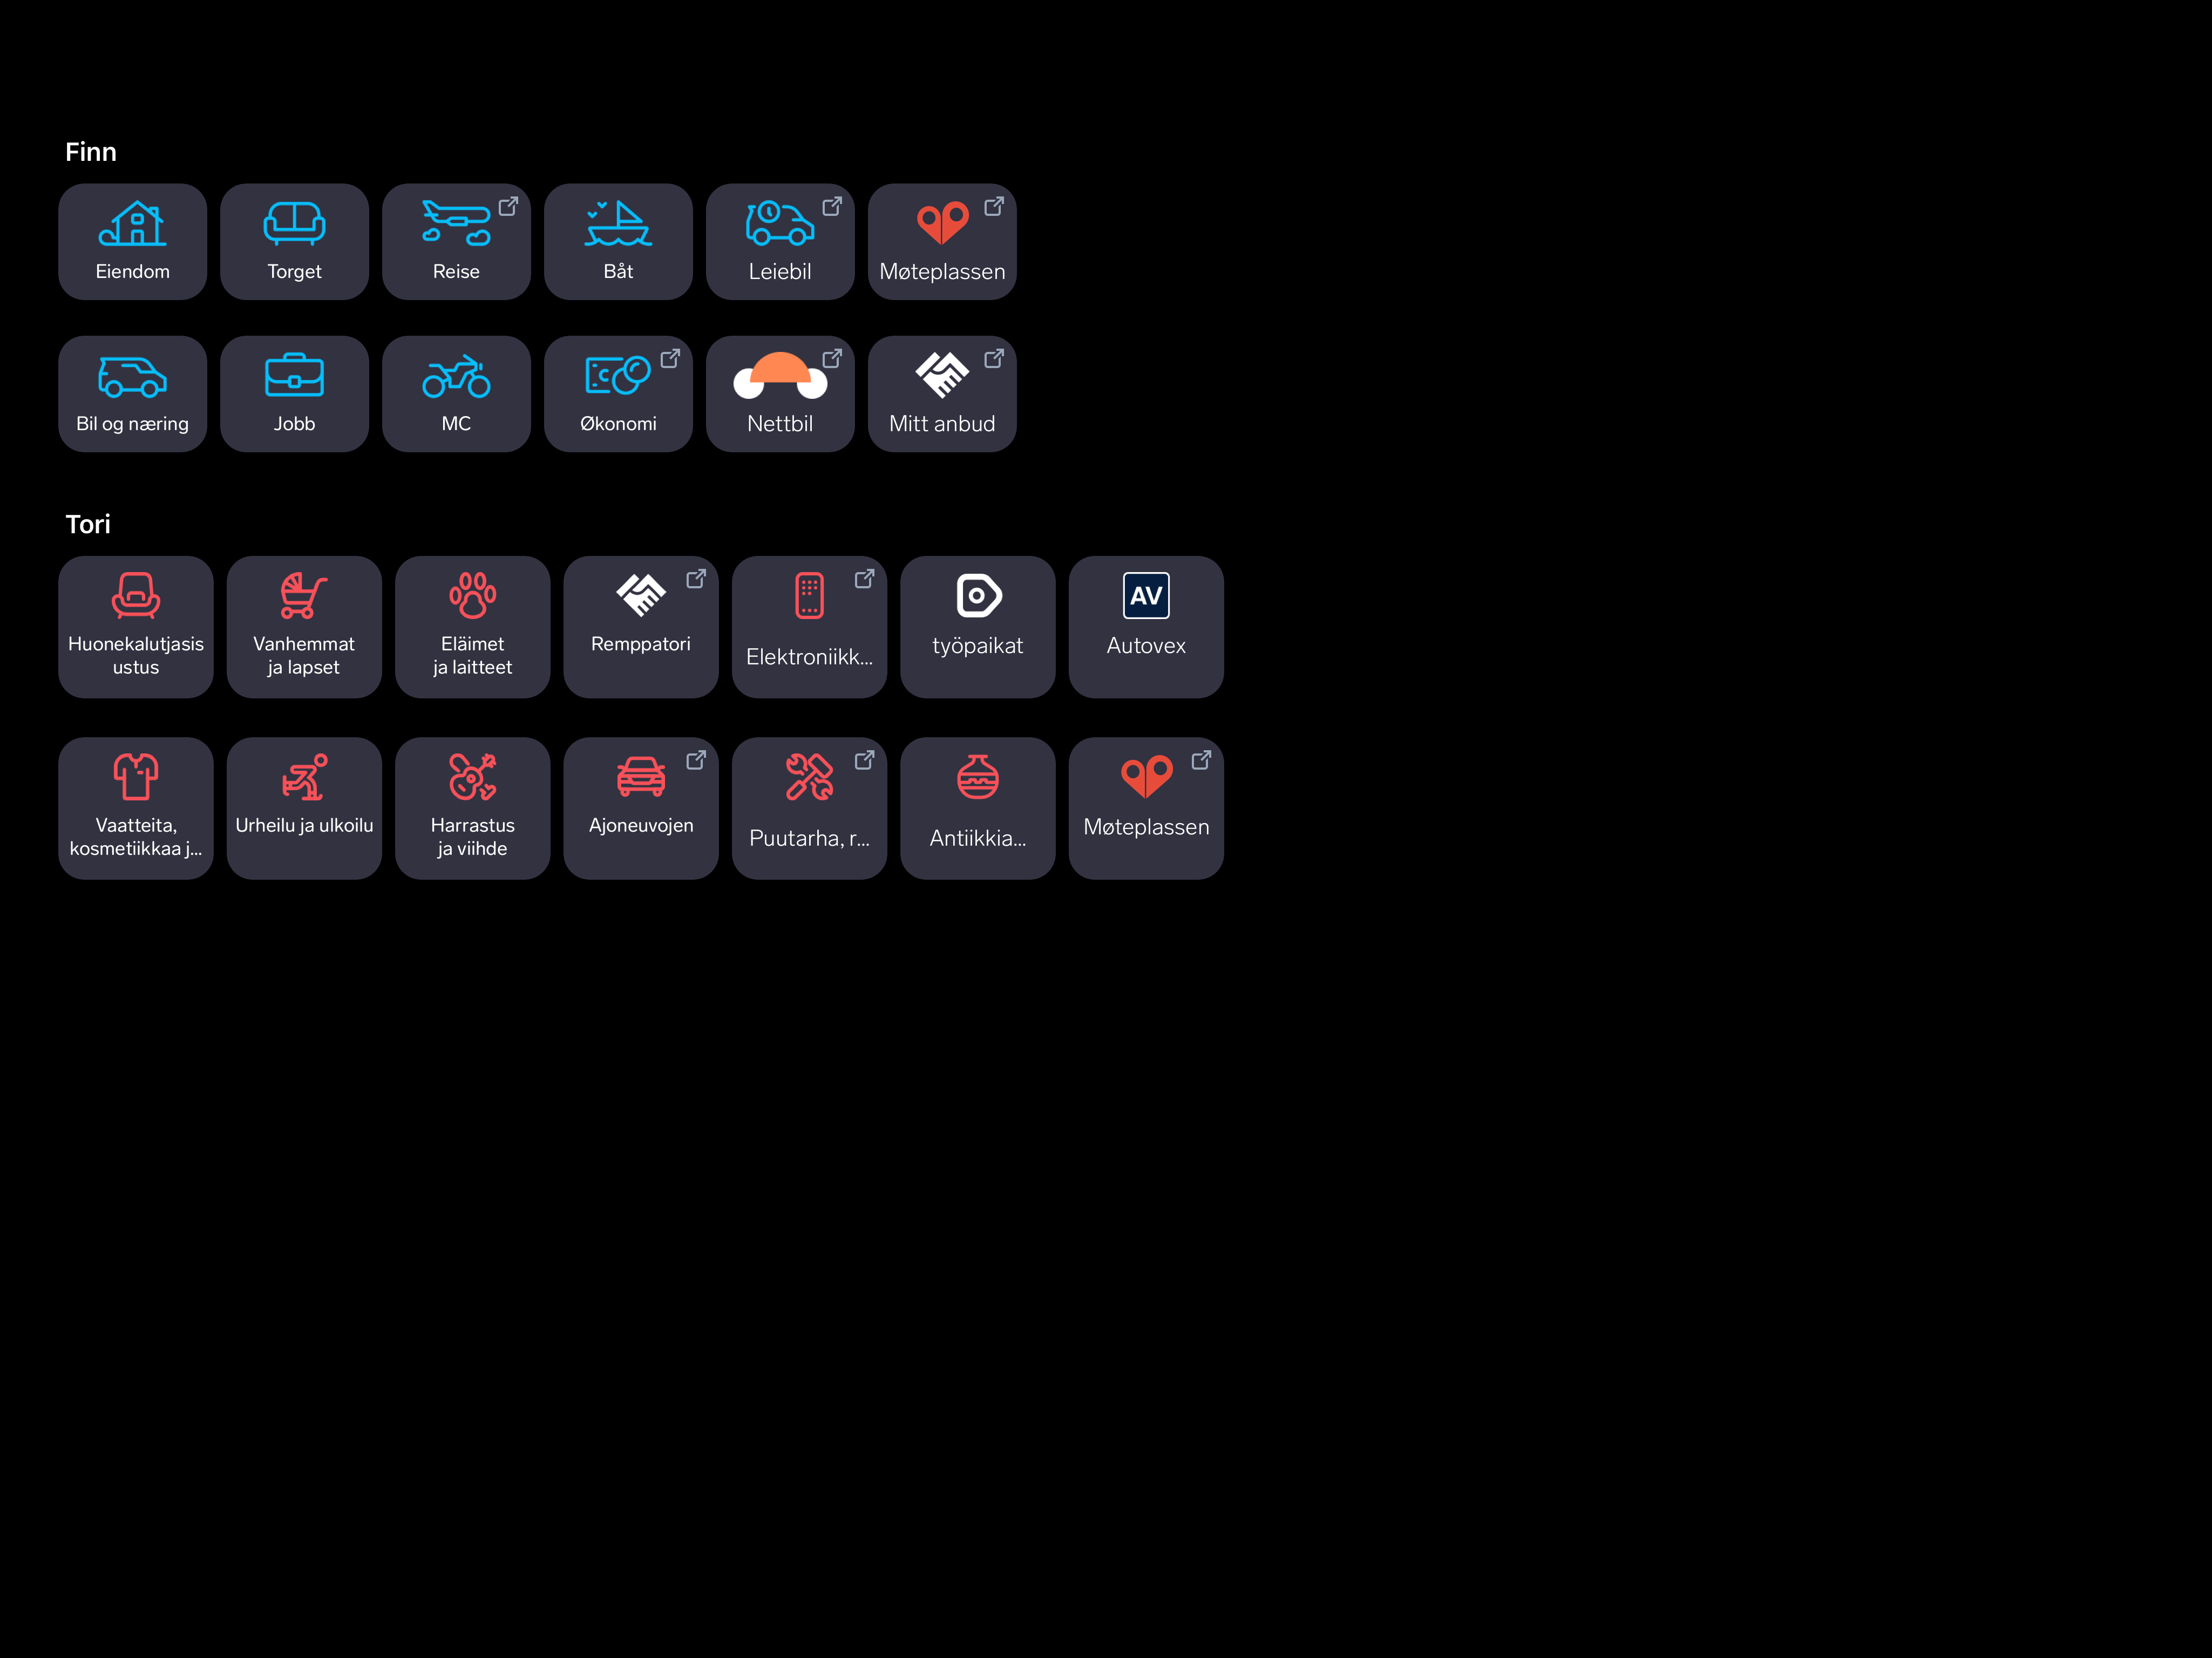 Finn
Eiendom
Torget
Reise
Båt
Leiebil
Møteplassen
Bil og næring
Jobb
MC
Økonomi
Nettbil
Mitt anbud
Tori
Huonekalutjasis
ustus
Vanhemmat
ja lapset
Eläimet
ja laitteet
Remppatori
Elektroniikk...
työpaikat
AV
Autovex
Vaatteita,
kosmetiikkaa j...
Urheilu ja ulkoilu
Harrastus
ja viihde
Ajoneuvojen
Puutarha, r...
Antiikkia...
Møteplassen